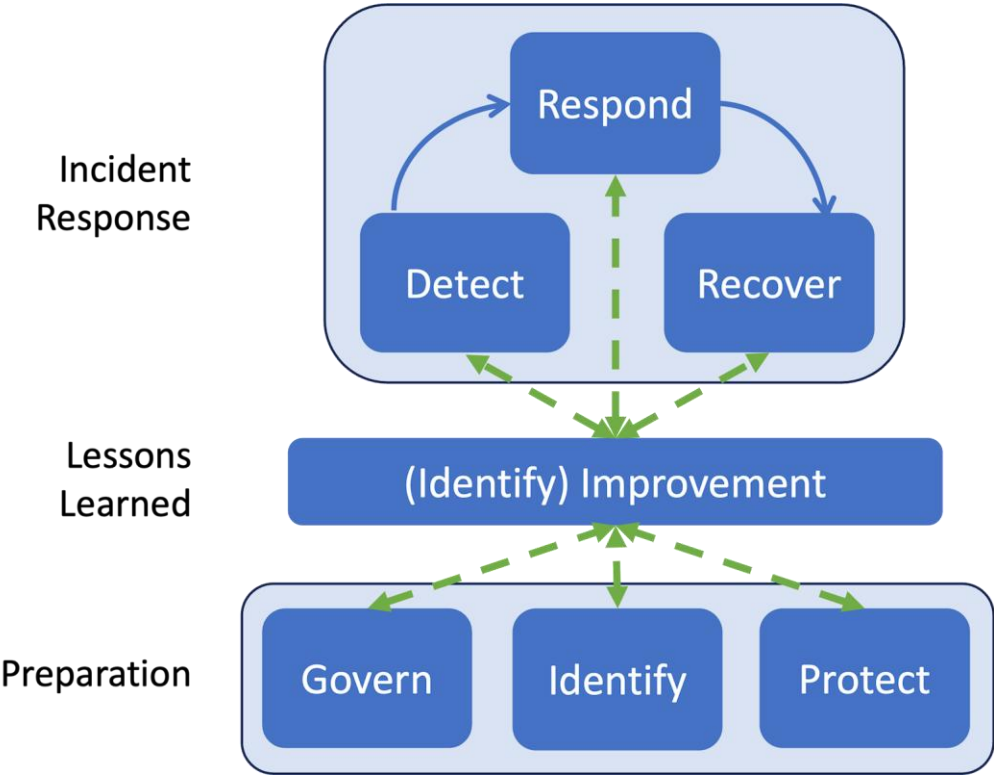 Respond
Incident
Response
Detect
Recover
Lessons
Learned
(Identify) Improvement
Preparation
Govern
Identify
Protect